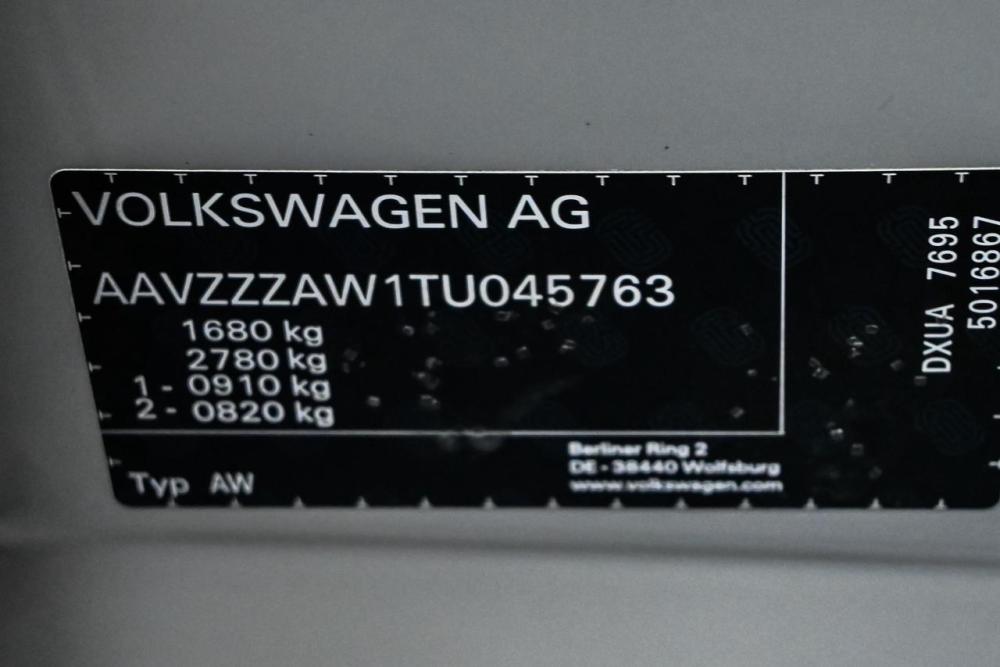 VOLKSWAGEN AG
AAVZZZAW1TU045763
1680 kg
2780 kg
1 - 0910 kg
2 - 0820 kg
Typ AW
Berliner Ring 2
DE - 38440 Wolfsburg
www.volkswagen.com
DXUA 7695
5016867